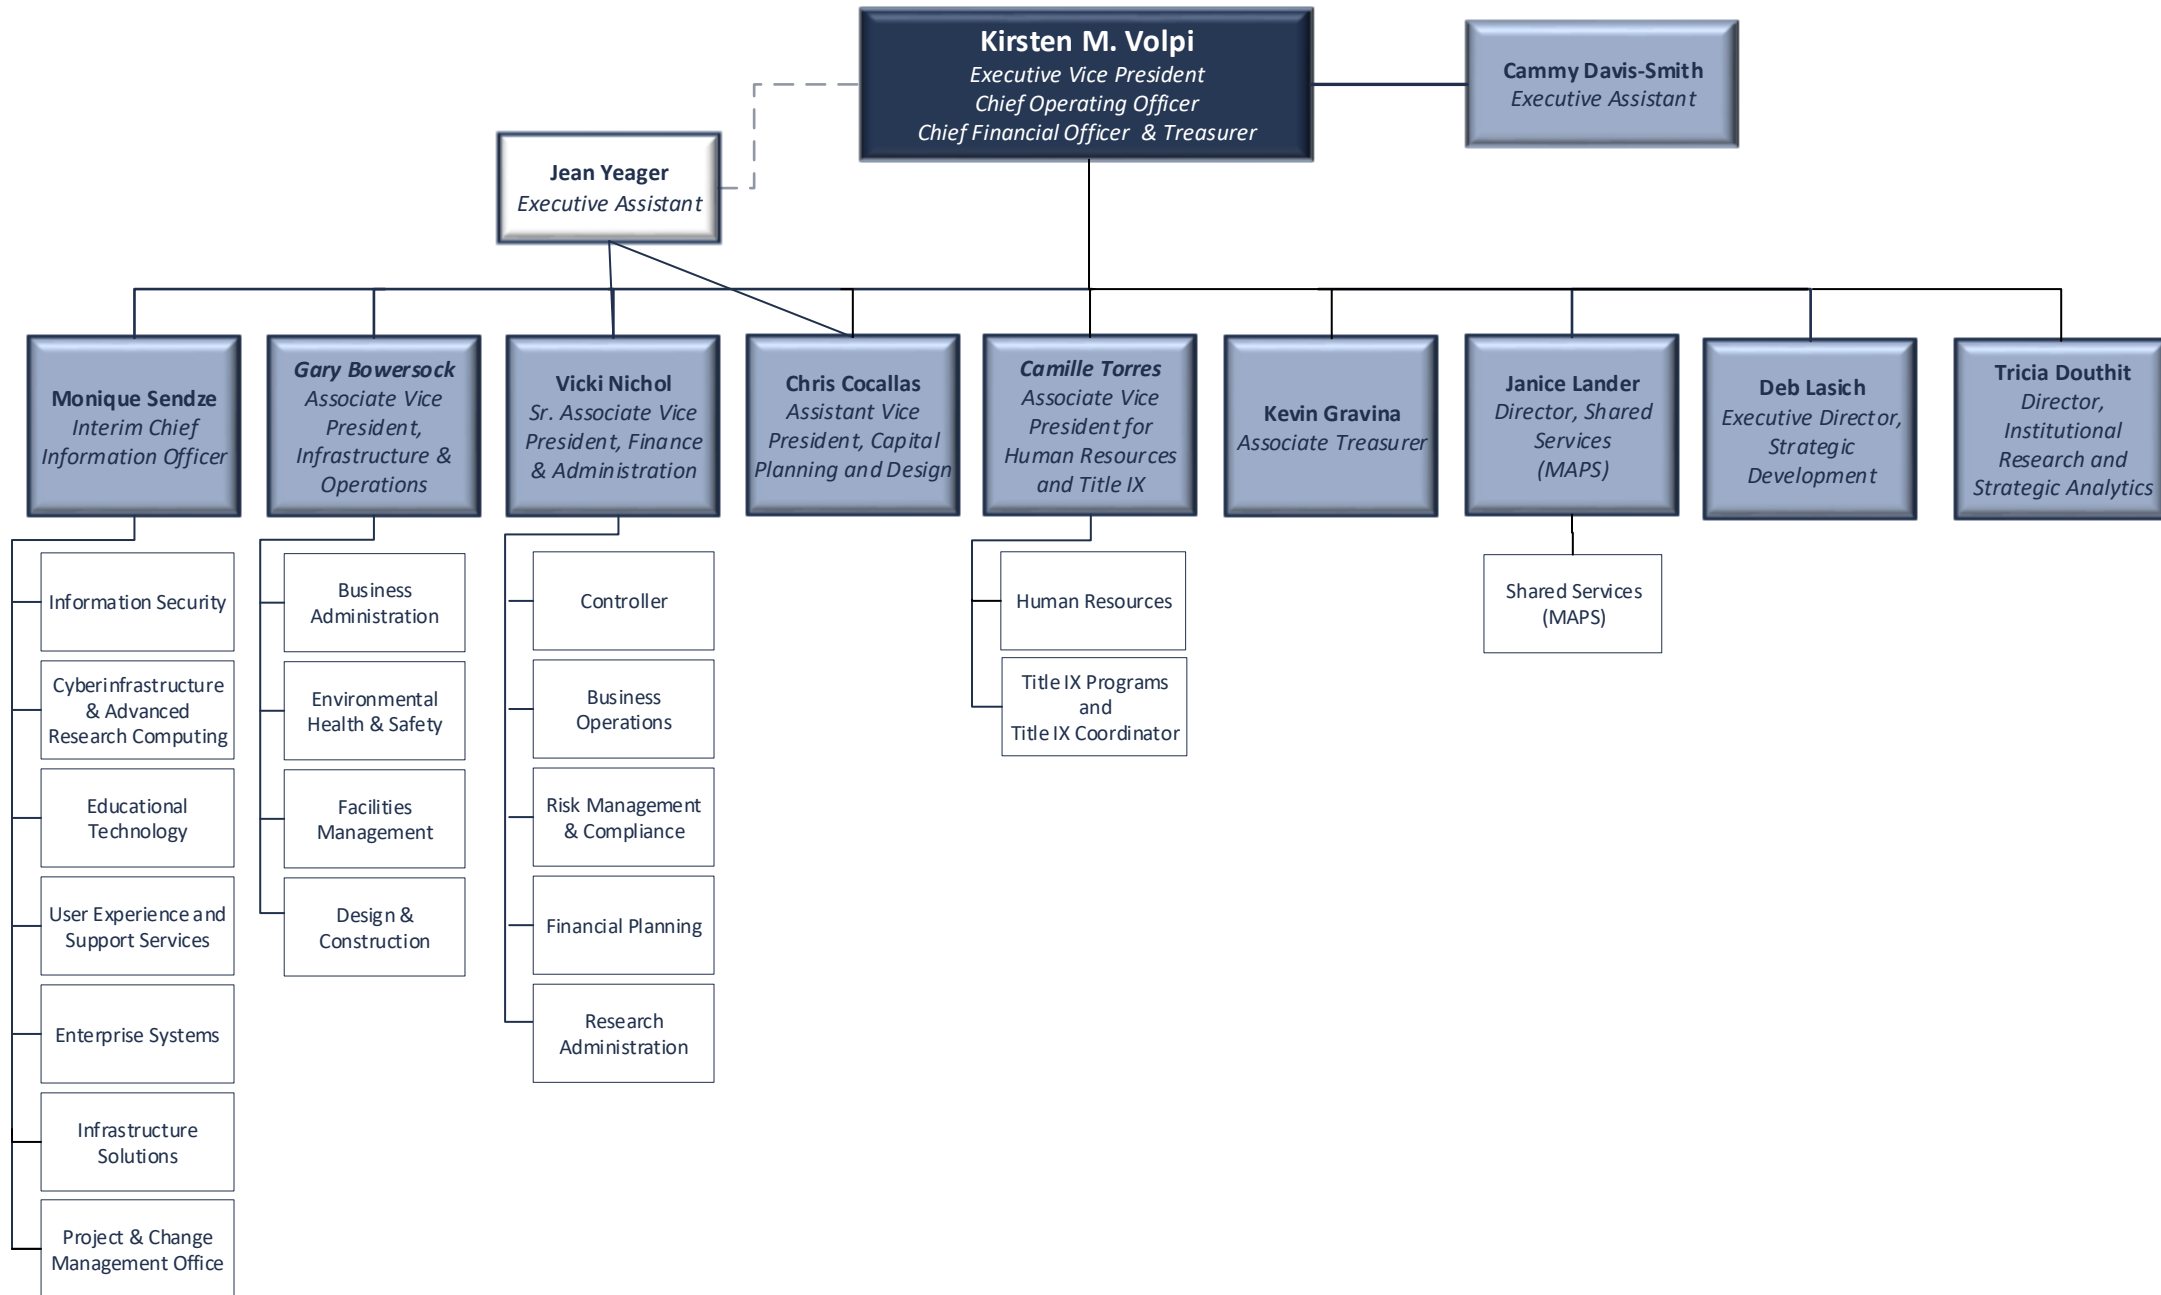 Kirsten M. Volpi
Executive Vice President
Chief Operating Officer
Chief Financial Officer & Treasurer
Cammy Davis-Smith
Executive Assistant
Jean Yeager
Executive Assistant
Monique Sendze
Interim Chief
Information Officer
Gary Bowersock
Associate Vice
President,
Infrastructure &
Operations
Vicki Nichol
Sr. Associate Vice
President, Finance
& Administration
Chris Cocallas
Assistant Vice
President, Capital
Planning and Design
Camille Torres
Associate Vice
President for
Human Resources
and Title IX
Kevin Gravina
Associate Treasurer
Janice Lander
Director, Shared
Services
(MAPS)
Deb Lasich
Executive Director,
Strategic
Development
Tricia Douthit
Director,
Institutional
Research and
Strategic Analytics
Information Security
Cyberinfrastructure
& Advanced
Research Computing
Educational
Technology
User Experience and
Support Services
Enterprise Systems
Infrastructure
Solutions
Project & Change
Management Office
Business
Administration
Environmental
Health & Safety
Facilities
Management
Design &
Construction
Controller
Business
Operations
Risk Management
& Compliance
Financial Planning
Research
Administration
Human Resources
Title IX Programs
and
Title IX Coordinator
Shared Services
(MAPS)